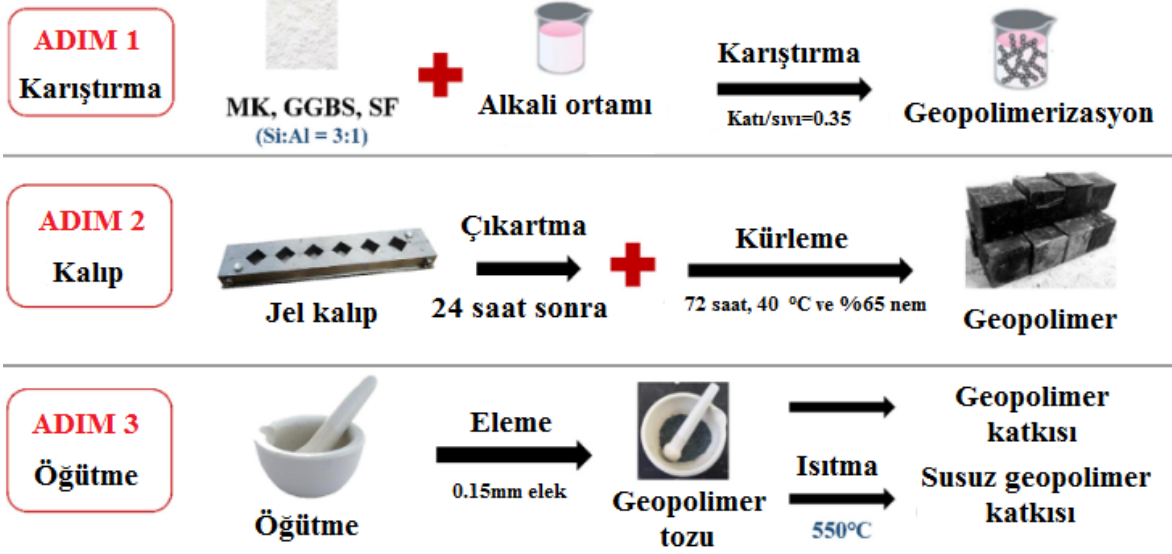 ADIM 1
Karıştırma
MK, GGBS, SF
(Si:Al = 3:1)
Alkali ortamı
Karıştırma
Katı/sıvı=0.35
Geopolimerizasyon
ADIM 2
Kalıp
Jel kalıp
Çıkartma
24 saat sonra
Kürleme
72 saat, 40 °C ve %65 nem
Geopolimer
ADIM 3
Öğütme
Öğütme
Eleme
0.15mm elek
Geopolimer
tozu
Geopolimer
katkısı
Isıtma
550°C
Susuz geopolimer
katkısı